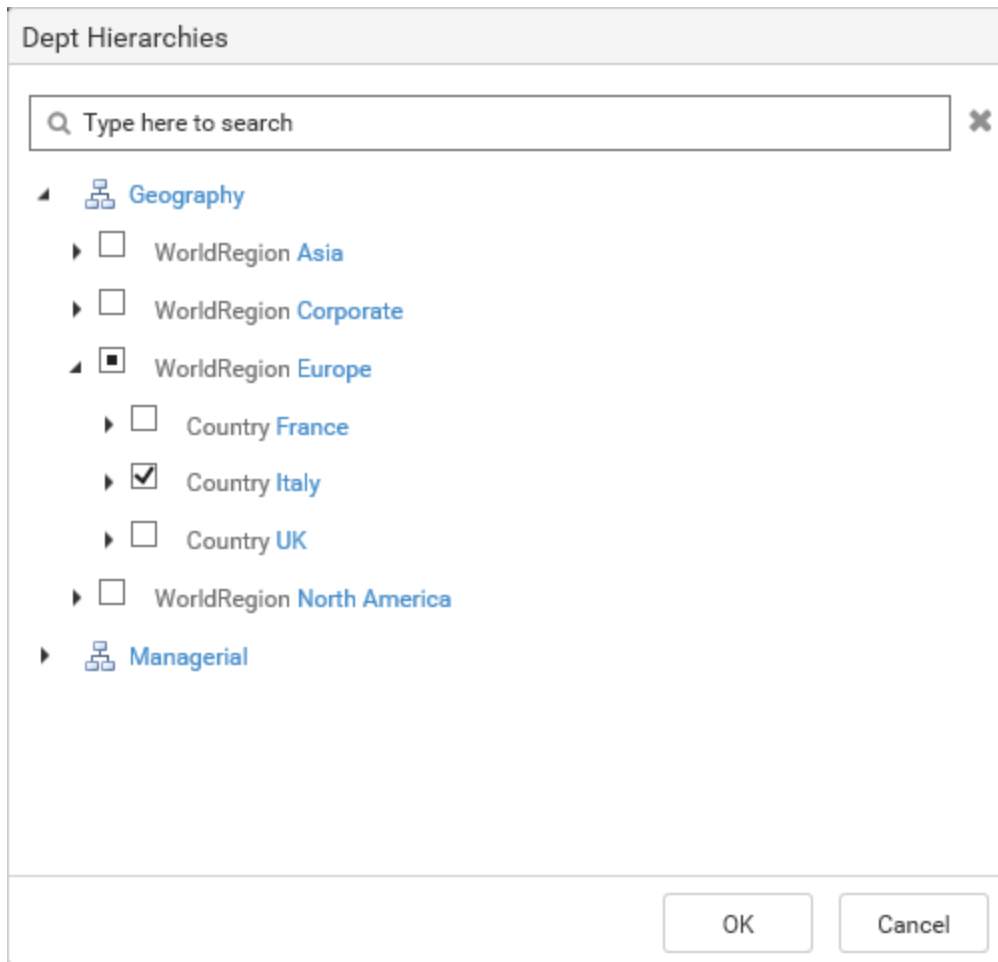 Dept Hierarchies
Type here to search
Geography
WorldRegion Asia
WorldRegion Corporate
WorldRegion Europe
Country France
Country Italy
Country UK
WorldRegion North America
Managerial
OK Cancel